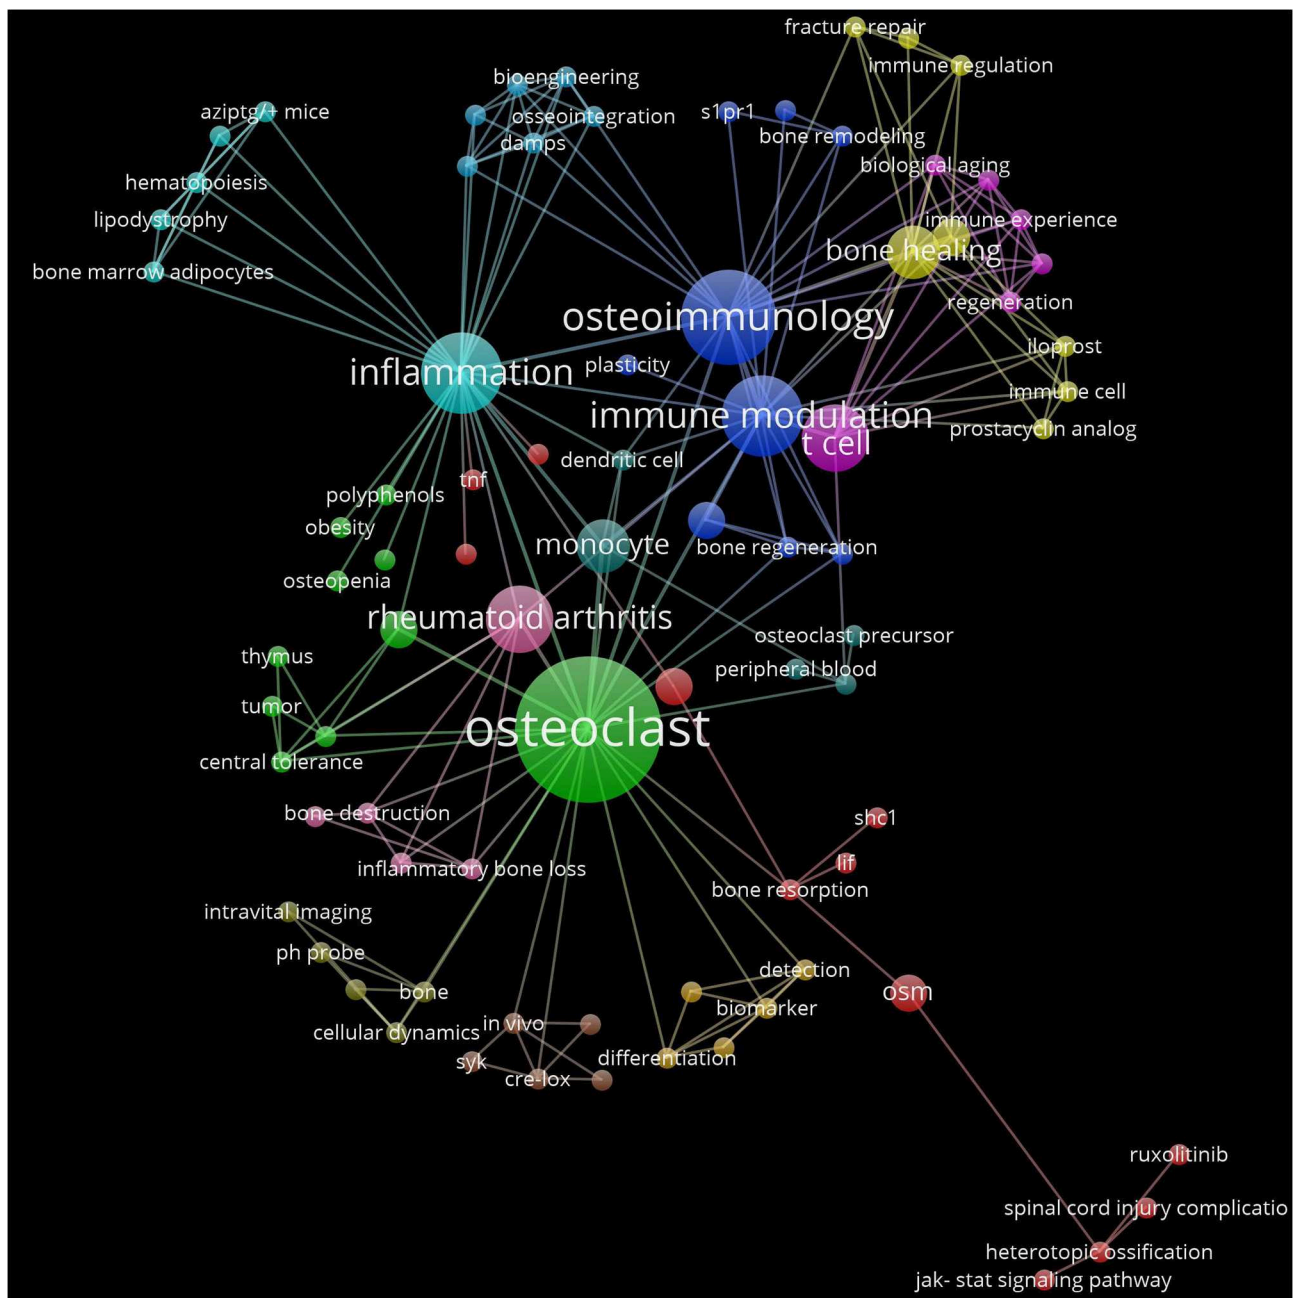 fracture repair
immune regulation
bioengineering
aziptg/+ mice
osseointegration
s1pr1
bone remodeling
damps
biological aging
hematopoiesis
lipodystrophy
immune experience
bone healing
bone marrow adipocytes
regeneration
osteoimmunology
iloprost
plasticity
inflammation
immune cell
immune modulation
prostacyclin analog
t cell
dendritic cell
tnf
polyphenols
obesity
monocyte
bone regeneration
osteopenia
rheumatoid arthritis
osteoclast precursor
thymus
peripheral blood
tumor
osteoclast
central tolerance
bone destruction
shc1
inflammatory bone loss
lif
bone resorption
intravital imaging
ph probe
detection
bone
osm
biomarker
in vivo
cellular dynamics
syk
differentiation
cre-lox
ruxolitinib
spinal cord injury complicatio
heterotopic ossification
jak- stat signaling pathway